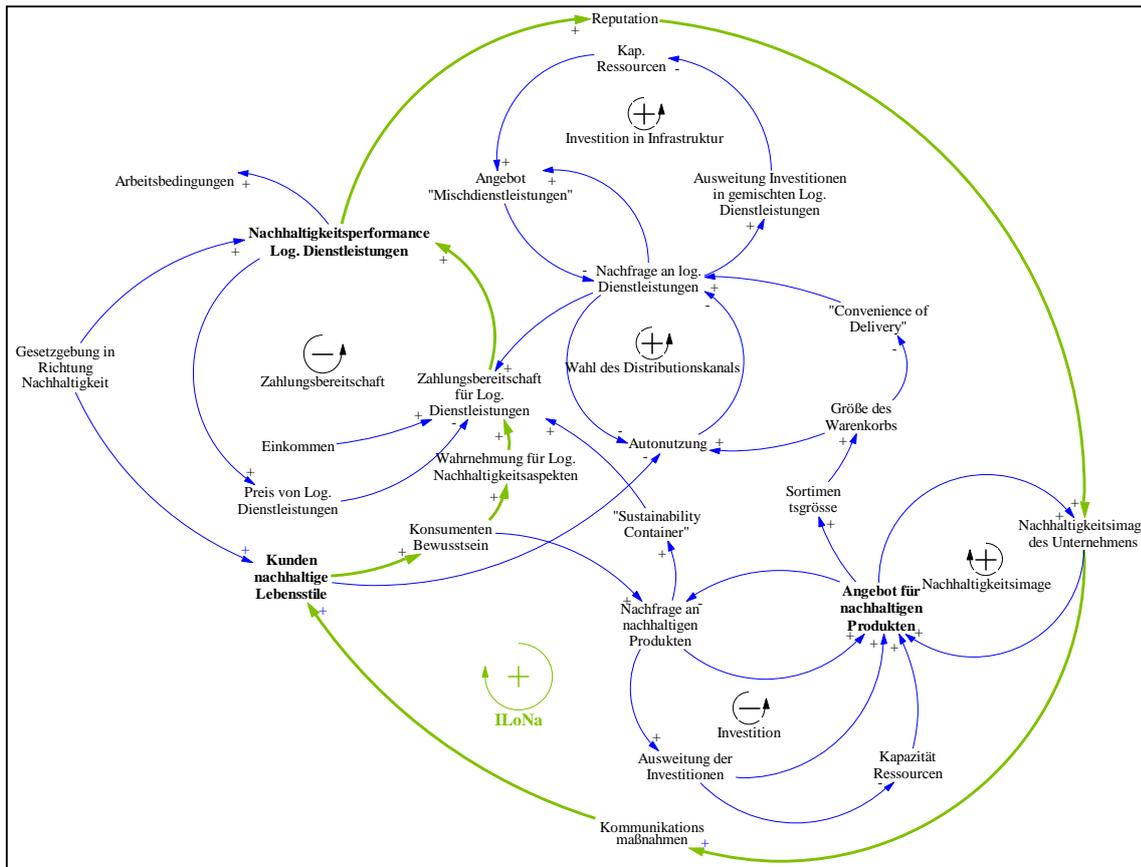 Reputation
+
Kap.
Ressourcen
-
+
Investition in Infrastruktur
Arbeitsbedingungen
+
+
Angebot
"Mischdienstleistungen"
+
Ausweitung Investitionen
in gemischten Log.
Dienstleistungen
+
Nachhaltigkeitsperformance
Log. Dienstleistungen
+
+
-
Nachfrage an log.
Dienstleistungen
+
-
"Convenience of
Delivery"
-
Gesetzgebung in
Richtung
Nachhaltigkeit
−
Zahlungsbereitschaft
+
Wahl des Distributionskanals
+
Zahlungsbereitschaft
für Log.
Dienstleistungen
+
-
+
+
Größe des
Warenkorbs
+
Einkommen
-
Autonutzung
+
-
Wahrnehmung für Log.
Nachhaltigkeitsaspekten
+
+
Preis von Log.
Dienstleistungen
Sortimen
tsgrösse
+
"Sustainability
Container"
+
Konsumenten
Bewusstsein
+
+
+
Nachhaltigkeitsimage
des Unternehmens
+
Kunden
nachhaltige
Lebensstile
+
+
Nachhaltigkeitsimage
Angebot für
nachhaltigen
Produkten
+
+
+
+
+
-
Nachfrage an
nachhaltigen
Produkten
+
ILoNa
−
Investition
+
Ausweitung der
Investitionen
Kapazität
Ressourcen
-
Kommunikations
maßnahmen
+